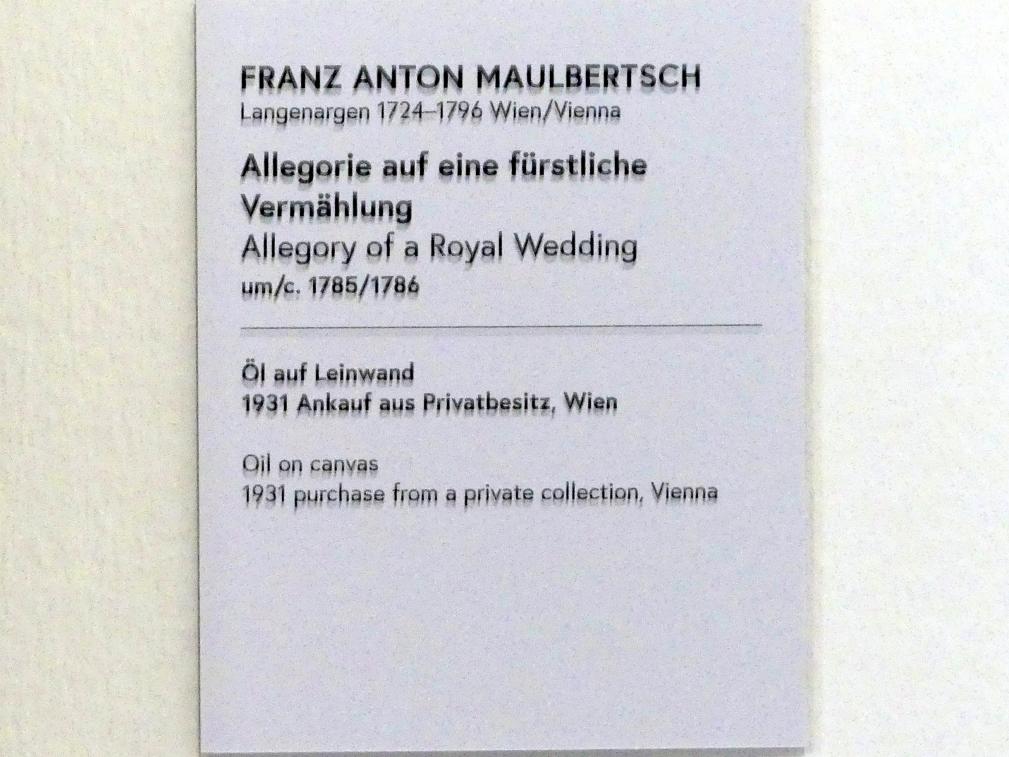 FRANZ ANTON MAULBERTSCH
Langenargen 1724–1796 Wien/Vienna
Allegorie auf eine fürstliche
Vermählung
Allegory of a Royal Wedding
um/c. 1785/1786
Öl auf Leinwand
1931 Ankauf aus Privatbesitz, Wien
Oil on canvas
1931 purchase from a private collection, Vienna